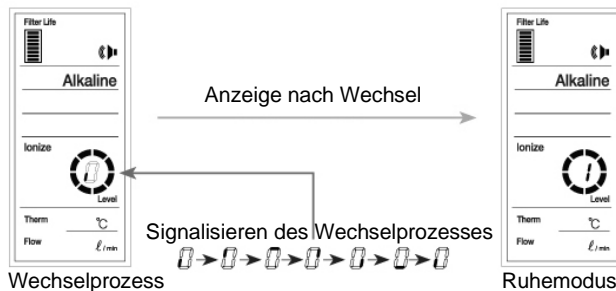 Filter Life
Alkaline
Ionize
Level
Therm
°C
Flow
ℓ / min
Wechselprozess
Anzeige nach Wechsel
Signalisieren des Wechselprozesses
Filter Life
Alkaline
Ionize
1
Level
Therm
°C
Flow
ℓ / min
Ruhemodus